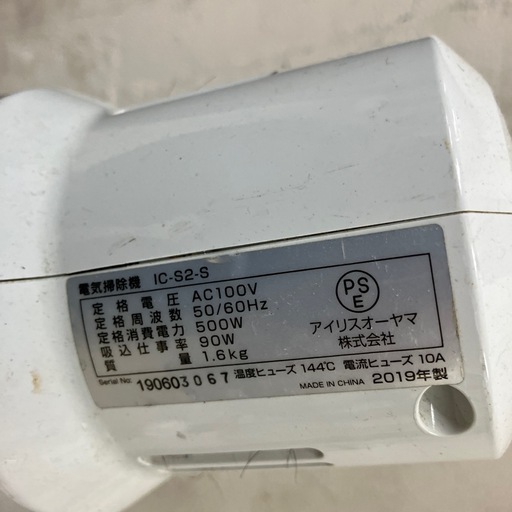 電気掃除機 IC-S2-S
定格電圧 AC100V
定格周波数 50/60Hz
定格消費電力 500W
吸込仕事率 90W
質量 1.6kg
PSE
アイリスオーヤマ
株式会社
Serial No. 190603067 温度ヒューズ 144℃ 電流ヒューズ 10A
MADE IN CHINA 2019年製